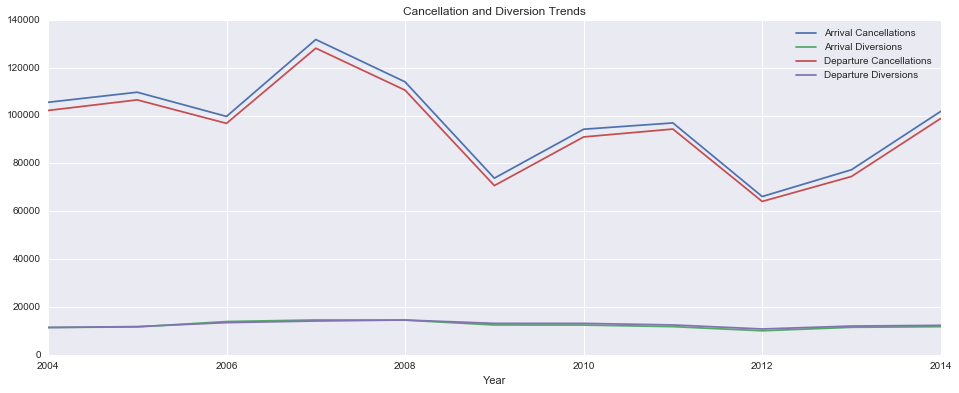 Cancellation and Diversion Trends
140000
120000
100000
80000
60000
40000
20000
0
Arrival Cancellations
Arrival Diversions
Departure Cancellations
Departure Diversions
2004
2006
2008
2010
2012
2014
Year